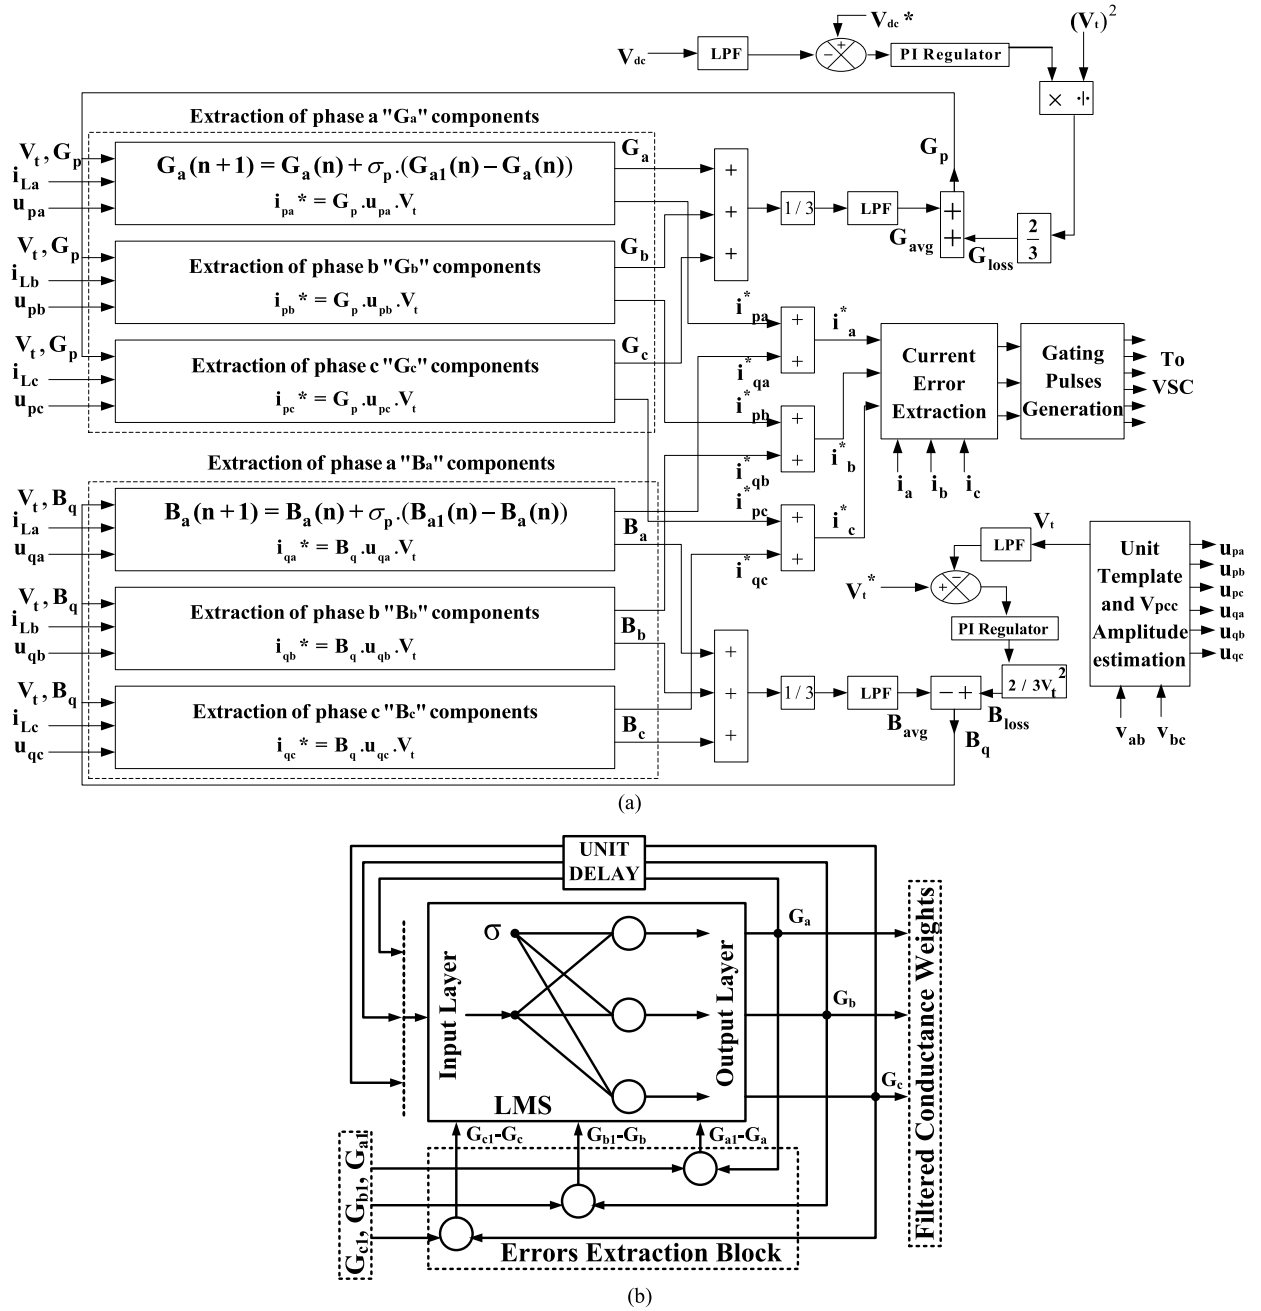 V_dc*
(V_t)^2
V_dc
LPF
− +
PI Regulator
× ÷
Extraction of phase a "Ga" components
V_t , G_p
i_La
u_pa
G_a(n + 1) = G_a(n) + σ_p.(G_a1(n) − G_a(n))
i_pa* = G_p.u_pa.V_t
G_a
V_t , G_p
i_Lb
u_pb
Extraction of phase b "Gb" components
i_pb* = G_p.u_pb.V_t
G_b
V_t , G_p
i_Lc
u_pc
Extraction of phase c "Gc" components
i_pc* = G_p.u_pc.V_t
G_c
+
+
+
1 / 3
LPF
G_avg
G_p
+
+
G_loss
2
3
i*_pa
i*_qa
+
+
i*_a
i*_pb
i*_qb
+
+
i*_b
i*_pc
i*_qc
+
+
i*_c
Current
Error
Extraction
i_a
i_b
i_c
Gating
Pulses
Generation
To
VSC
Extraction of phase a "Ba" components
V_t , B_q
i_La
u_qa
B_a(n + 1) = B_a(n) + σ_p.(B_a1(n) − B_a(n))
i_qa* = B_q.u_qa.V_t
B_a
V_t , B_q
i_Lb
u_qb
Extraction of phase b "Bb" components
i_qb* = B_q.u_qb.V_t
B_b
V_t , B_q
i_Lc
u_qc
Extraction of phase c "Bc" components
i_qc* = B_q.u_qc.V_t
B_c
+
+
+
1 / 3
LPF
B_avg
− +
B_loss
B_q
V_t
LPF
V_t*
+ −
PI Regulator
2 / 3V_t^2
Unit
Template
and Vpcc
Amplitude
estimation
u_pa
u_pb
u_pc
u_qa
u_qb
u_qc
v_ab
v_bc
(a)
UNIT
DELAY
Input Layer
σ
LMS
Output Layer
G_a
G_b
G_c
Filtered Conductance Weights
G_c1-G_c
G_b1-G_b
G_a1-G_a
G_c1, G_b1, G_a1
Errors Extraction Block
(b)